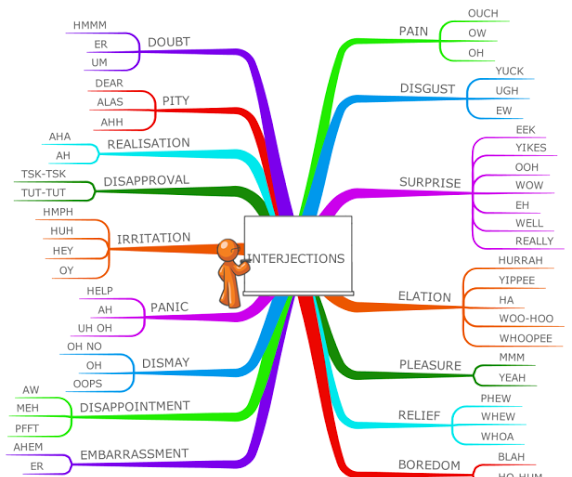 INTERJECTIONS
DOUBT
HMMM
ER
UM
PITY
DEAR
ALAS
AHH
REALISATION
AHA
AH
DISAPPROVAL
TSK-TSK
TUT-TUT
IRRITATION
HMPH
HUH
HEY
OY
PANIC
HELP
AH
UH OH
DISMAY
OH NO
OH
OOPS
DISAPPOINTMENT
AW
MEH
PFFT
EMBARRASSMENT
AHEM
ER
PAIN
OUCH
OW
OH
DISGUST
YUCK
UGH
EW
SURPRISE
EEK
YIKES
OOH
WOW
EH
WELL
REALLY
ELATION
HURRAH
YIPPEE
HA
WOO-HOO
WHOOPEE
PLEASURE
MMM
YEAH
RELIEF
PHEW
WHEW
WHOA
BOREDOM
BLAH
HO-HUM